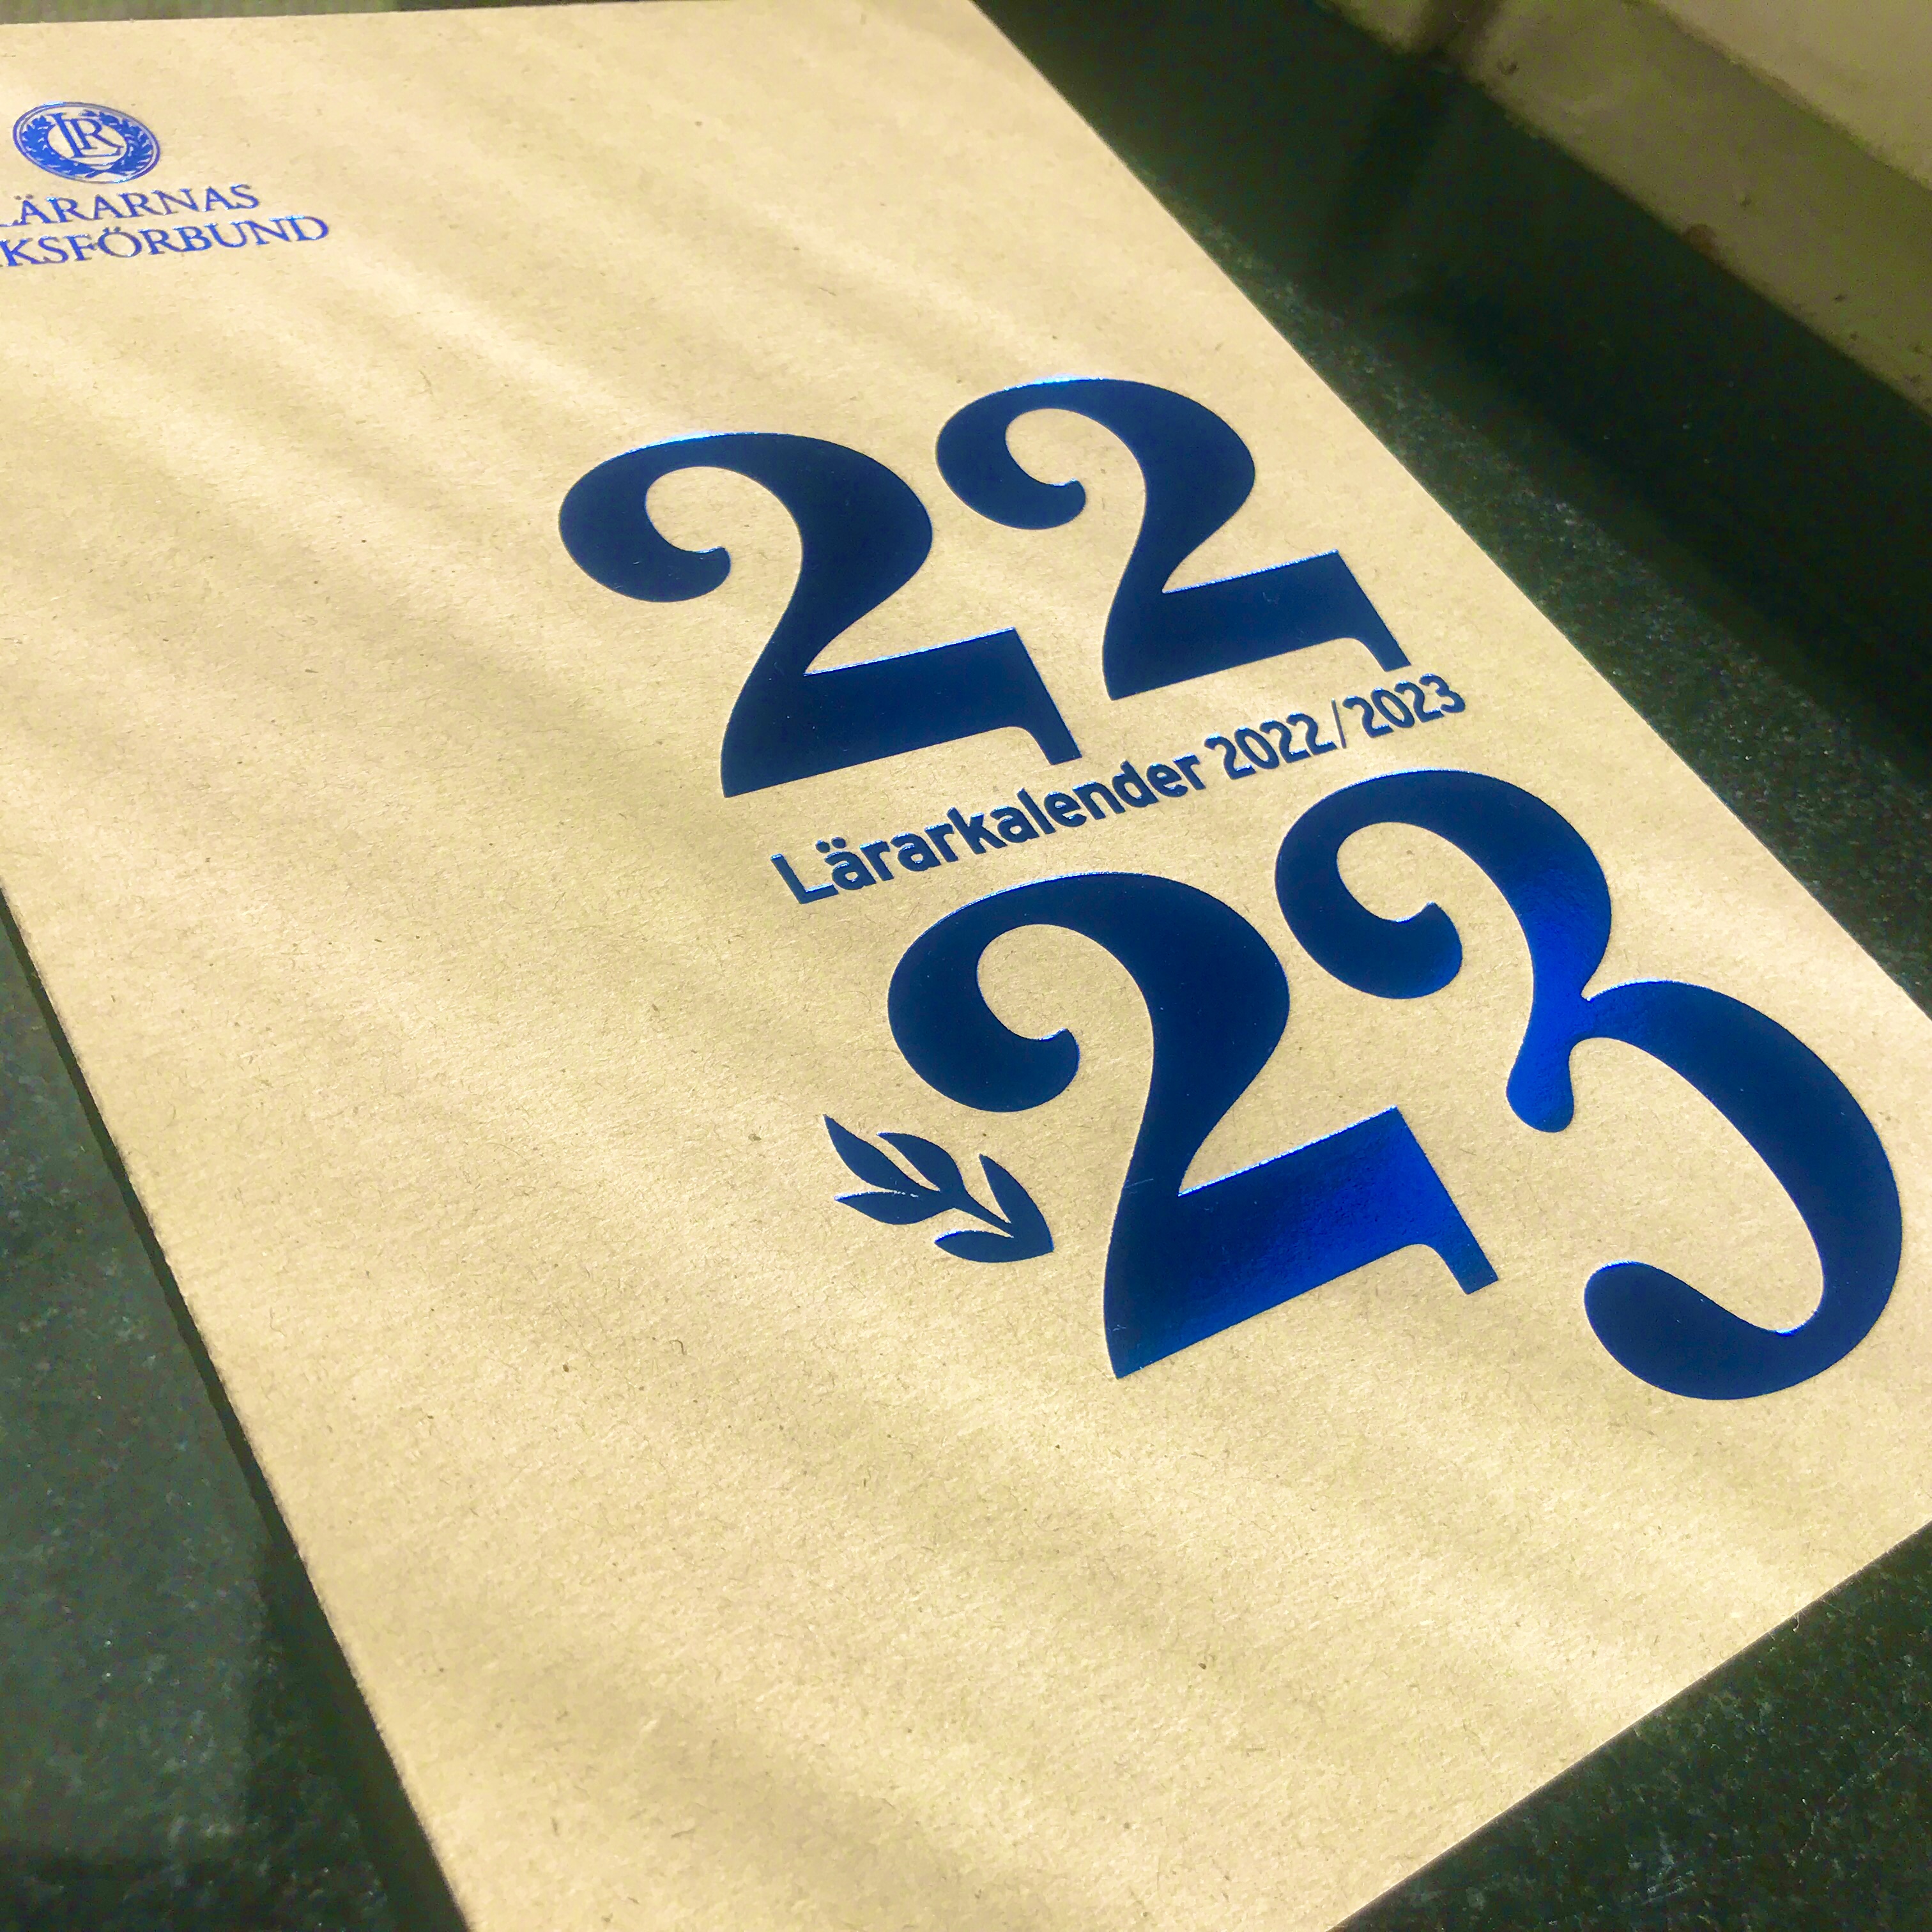 LR
LÄRARNAS
KSFÖRBUND
22
Lärarkalender 2022/2023
23